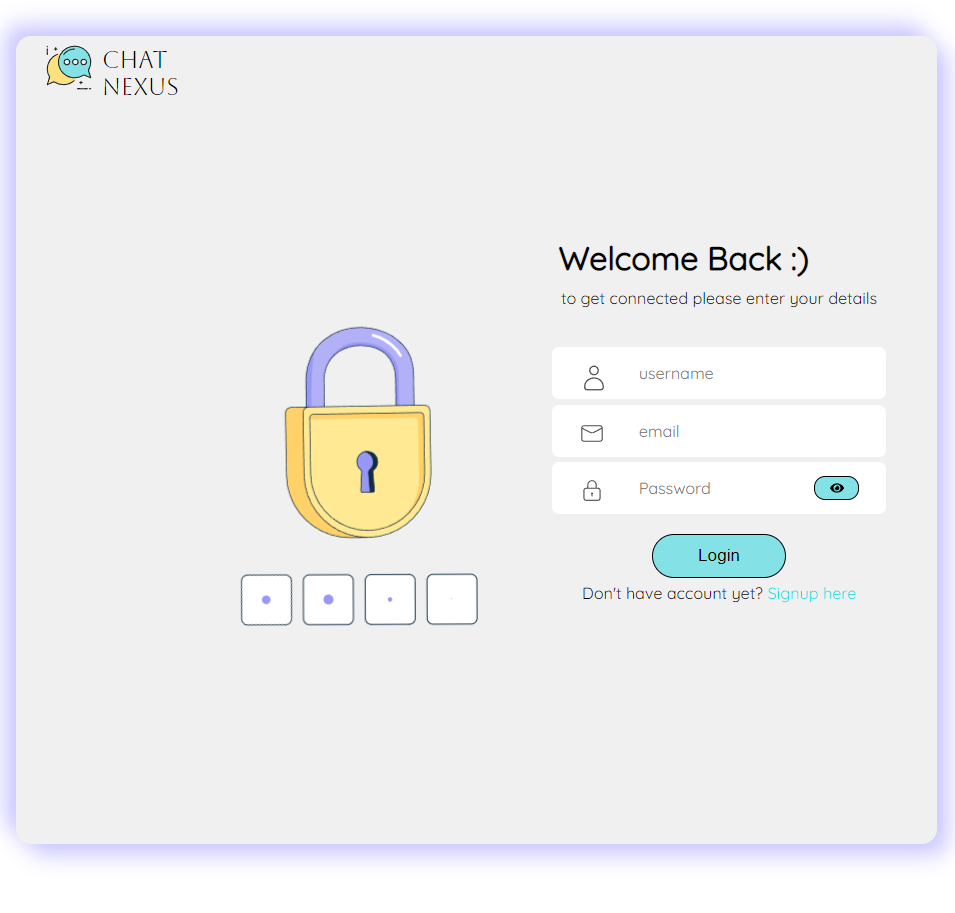 CHAT
NEXUS
Welcome Back :)
to get connected please enter your details
username
email
Password
Login
Don't have account yet? Signup here